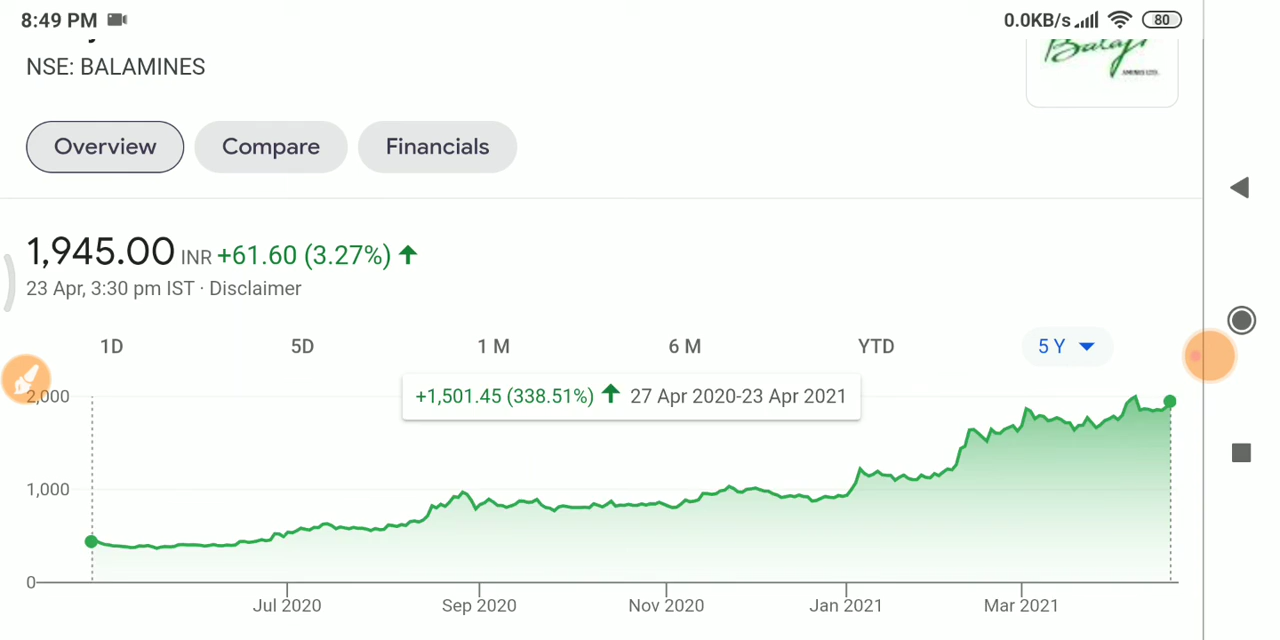 8:49 PM 0.0KB/s 80
NSE: BALAMINES
Balaji
AMINES LTD.
Overview Compare Financials
1,945.00 INR +61.60 (3.27%)
23 Apr, 3:30 pm IST · Disclaimer
1D 5D 1 M 6 M YTD 5 Y
+1,501.45 (338.51%) 27 Apr 2020-23 Apr 2021
2,000
1,000
0
Jul 2020 Sep 2020 Nov 2020 Jan 2021 Mar 2021